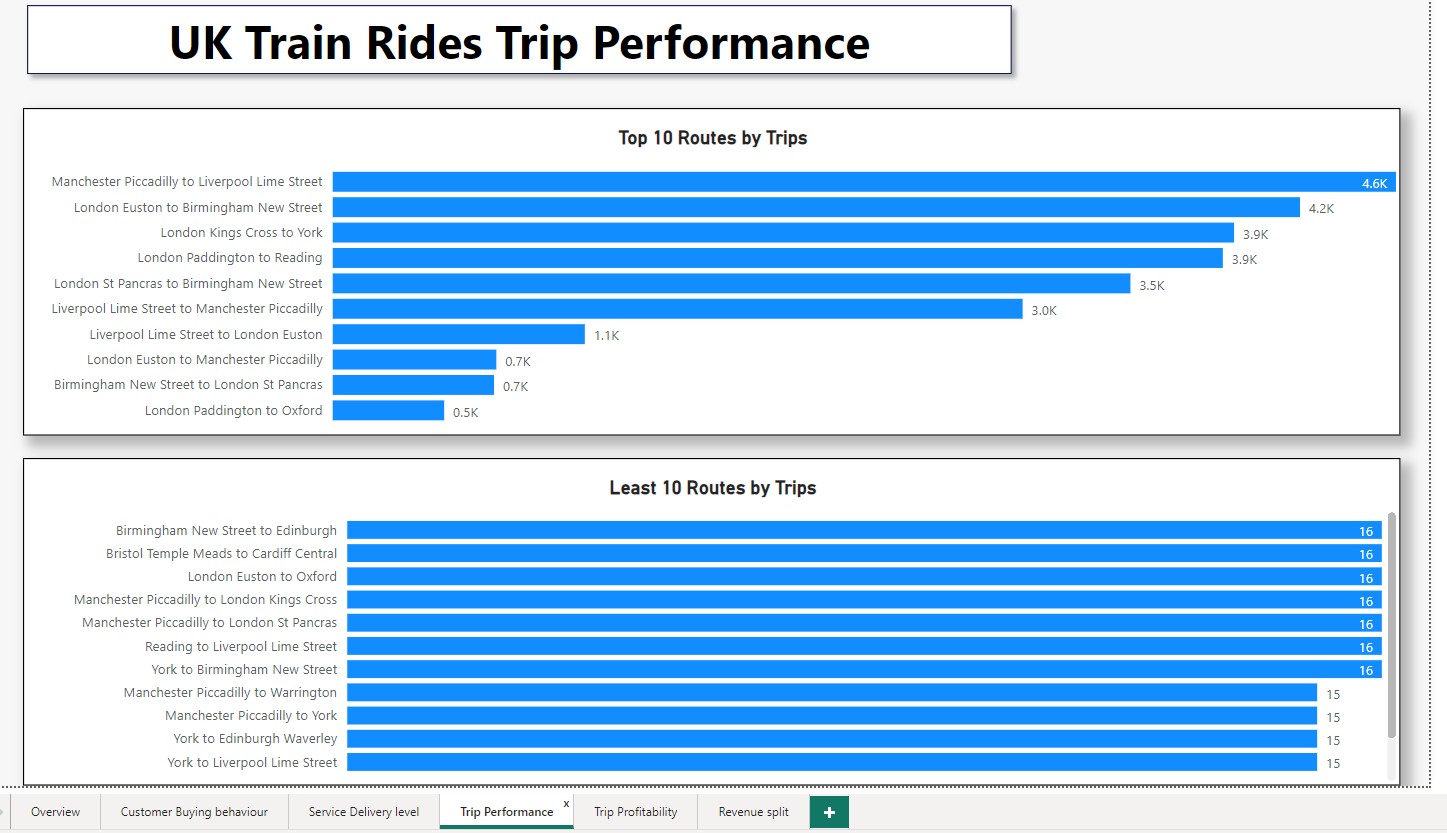 UK Train Rides Trip Performance
Top 10 Routes by Trips
Manchester Piccadilly to Liverpool Lime Street 4.6K
London Euston to Birmingham New Street 4.2K
London Kings Cross to York 3.9K
London Paddington to Reading 3.9K
London St Pancras to Birmingham New Street 3.5K
Liverpool Lime Street to Manchester Piccadilly 3.0K
Liverpool Lime Street to London Euston 1.1K
London Euston to Manchester Piccadilly 0.7K
Birmingham New Street to London St Pancras 0.7K
London Paddington to Oxford 0.5K
Least 10 Routes by Trips
Birmingham New Street to Edinburgh 16
Bristol Temple Meads to Cardiff Central 16
London Euston to Oxford 16
Manchester Piccadilly to London Kings Cross 16
Manchester Piccadilly to London St Pancras 16
Reading to Liverpool Lime Street 16
York to Birmingham New Street 16
Manchester Piccadilly to Warrington 15
Manchester Piccadilly to York 15
York to Edinburgh Waverley 15
York to Liverpool Lime Street 15
Overview Customer Buying behaviour Service Delivery level Trip Performance x Trip Profitability Revenue split +